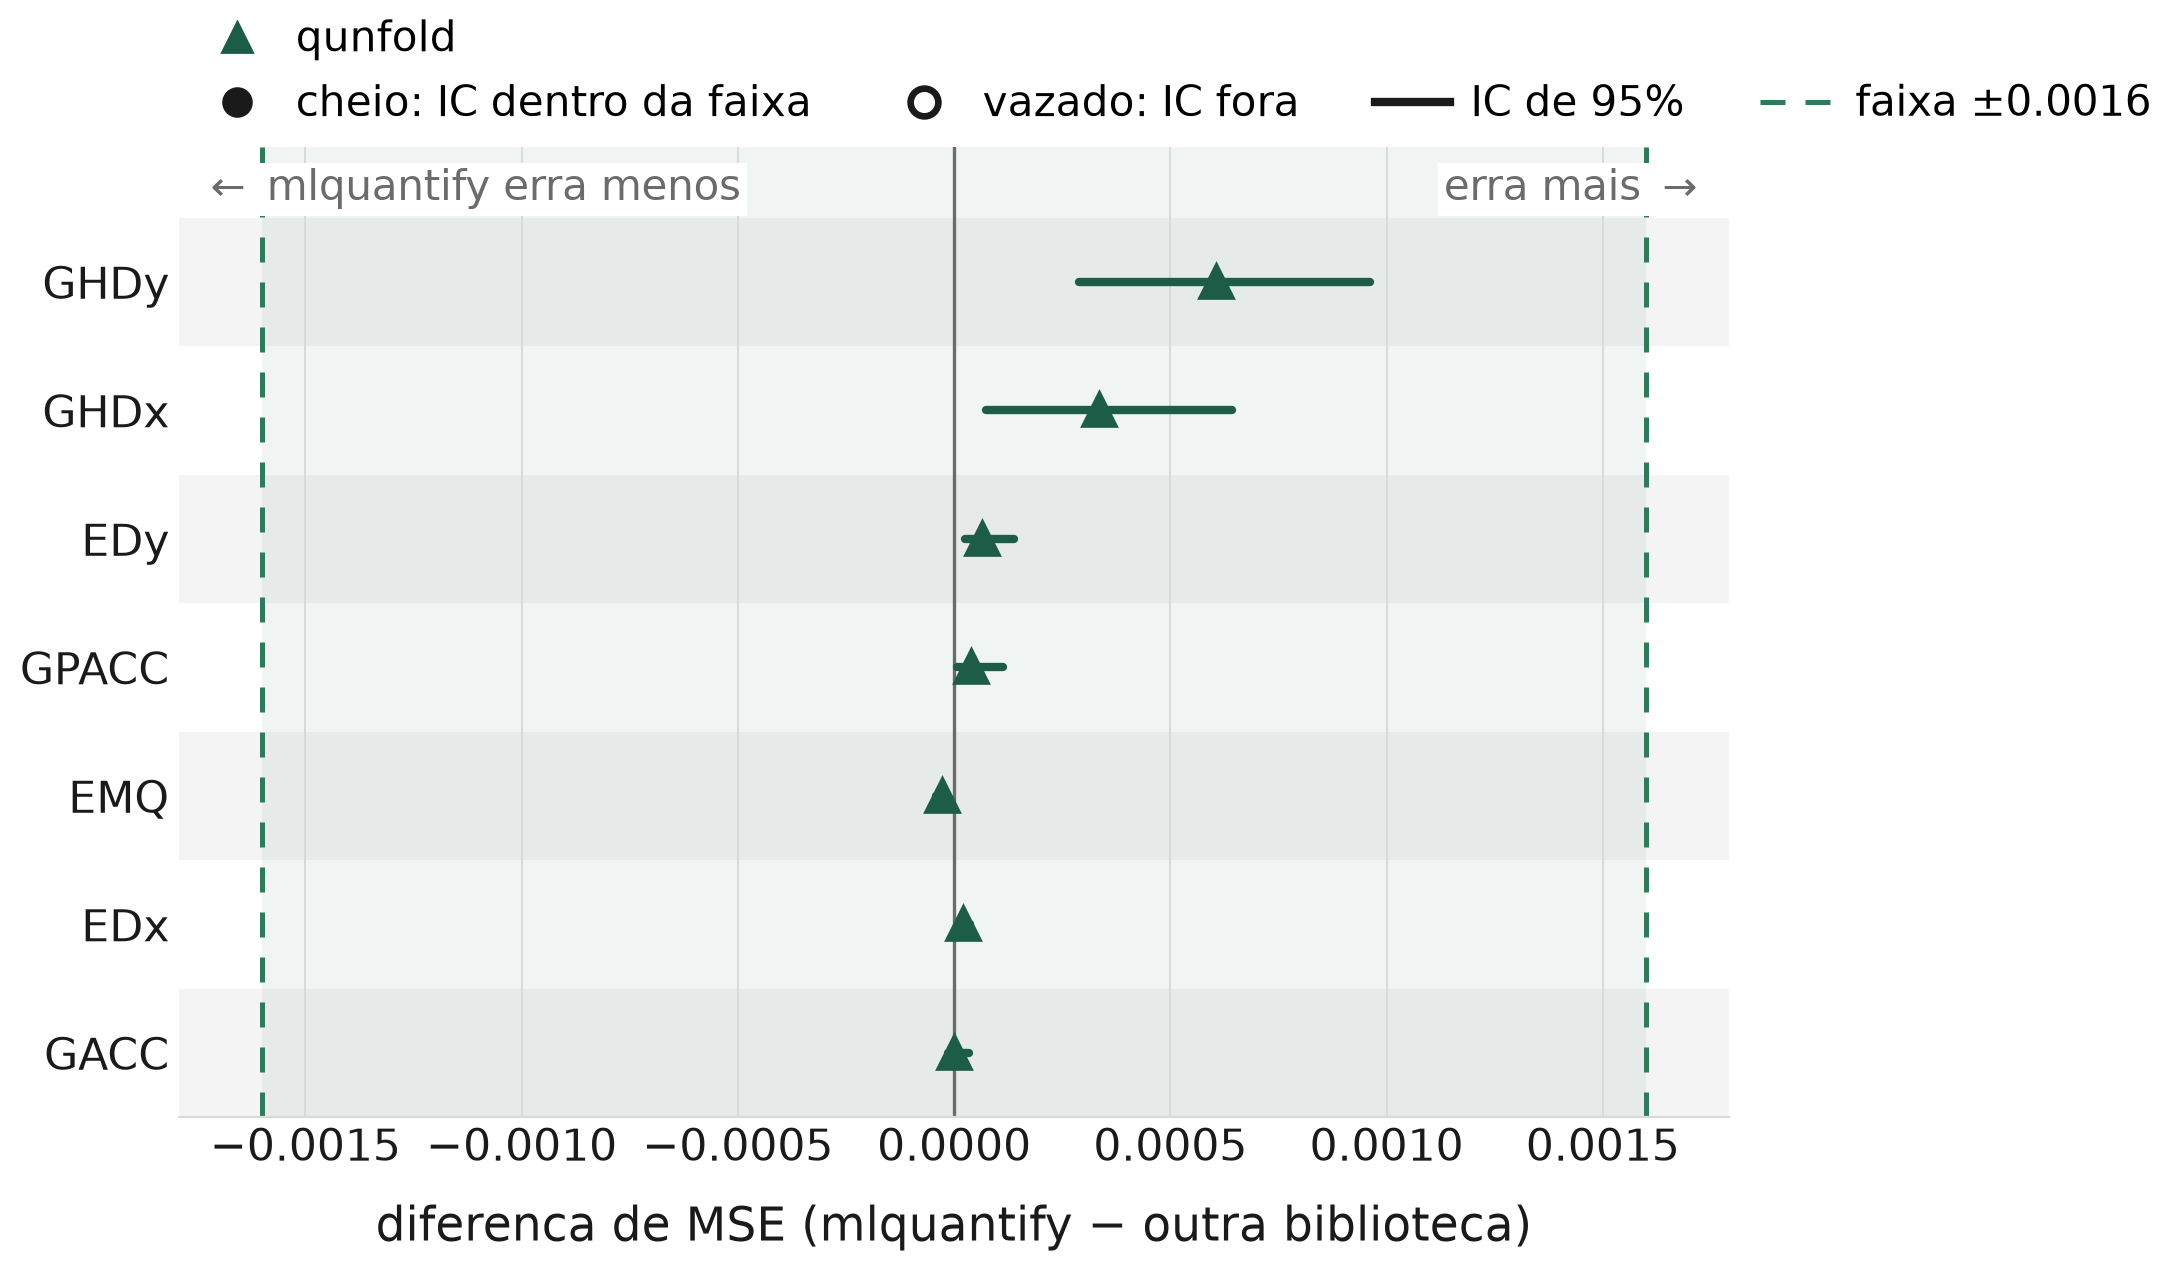 qunfold
cheio: IC dentro da faixa vazado: IC fora IC de 95% faixa ±0.0016
← mlquantify erra menos erra mais →
GHDy
GHDx
EDy
GPACC
EMQ
EDx
GACC
−0.0015 −0.0010 −0.0005 0.0000 0.0005 0.0010 0.0015
diferenca de MSE (mlquantify − outra biblioteca)